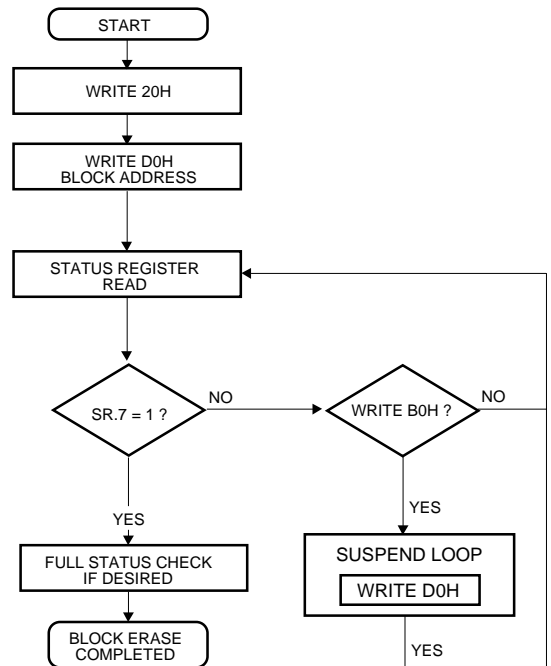 START
WRITE 20H
WRITE D0H
BLOCK ADDRESS
STATUS REGISTER
READ
SR.7 = 1 ?
NO
WRITE B0H ?
NO
YES
YES
FULL STATUS CHECK
IF DESIRED
SUSPEND LOOP
WRITE D0H
BLOCK ERASE
COMPLETED
YES